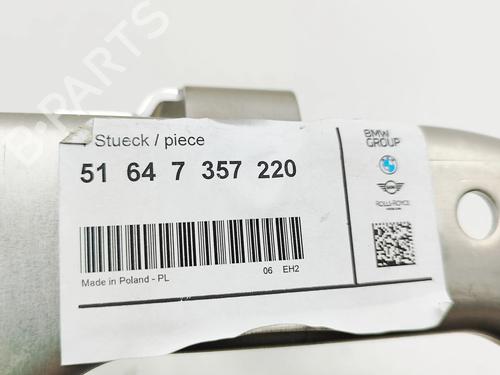 Stueck / piece
51 64 7 357 220
Made in Poland - PL
06 EH2
BMW
GROUP
ROLLS-ROYCE
B-PARTS